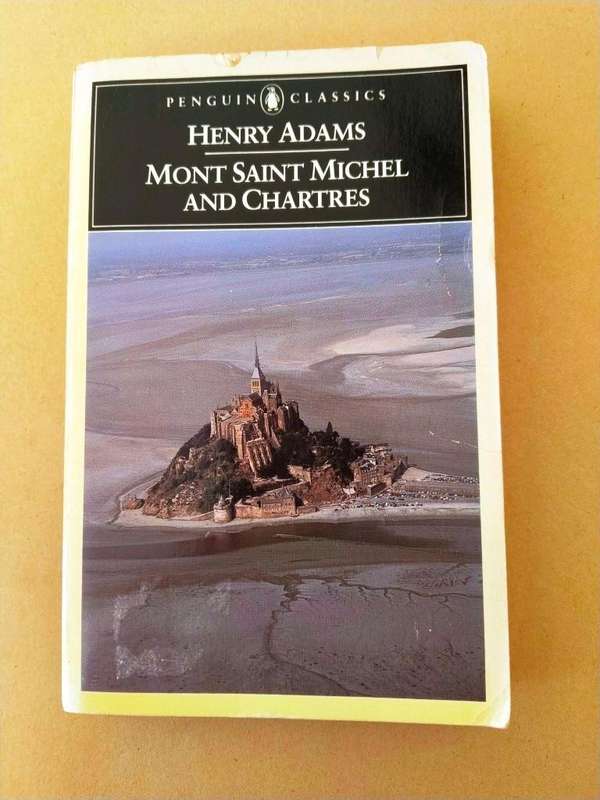 PENGUIN CLASSICS
HENRY ADAMS
MONT SAINT MICHEL
AND CHARTRES